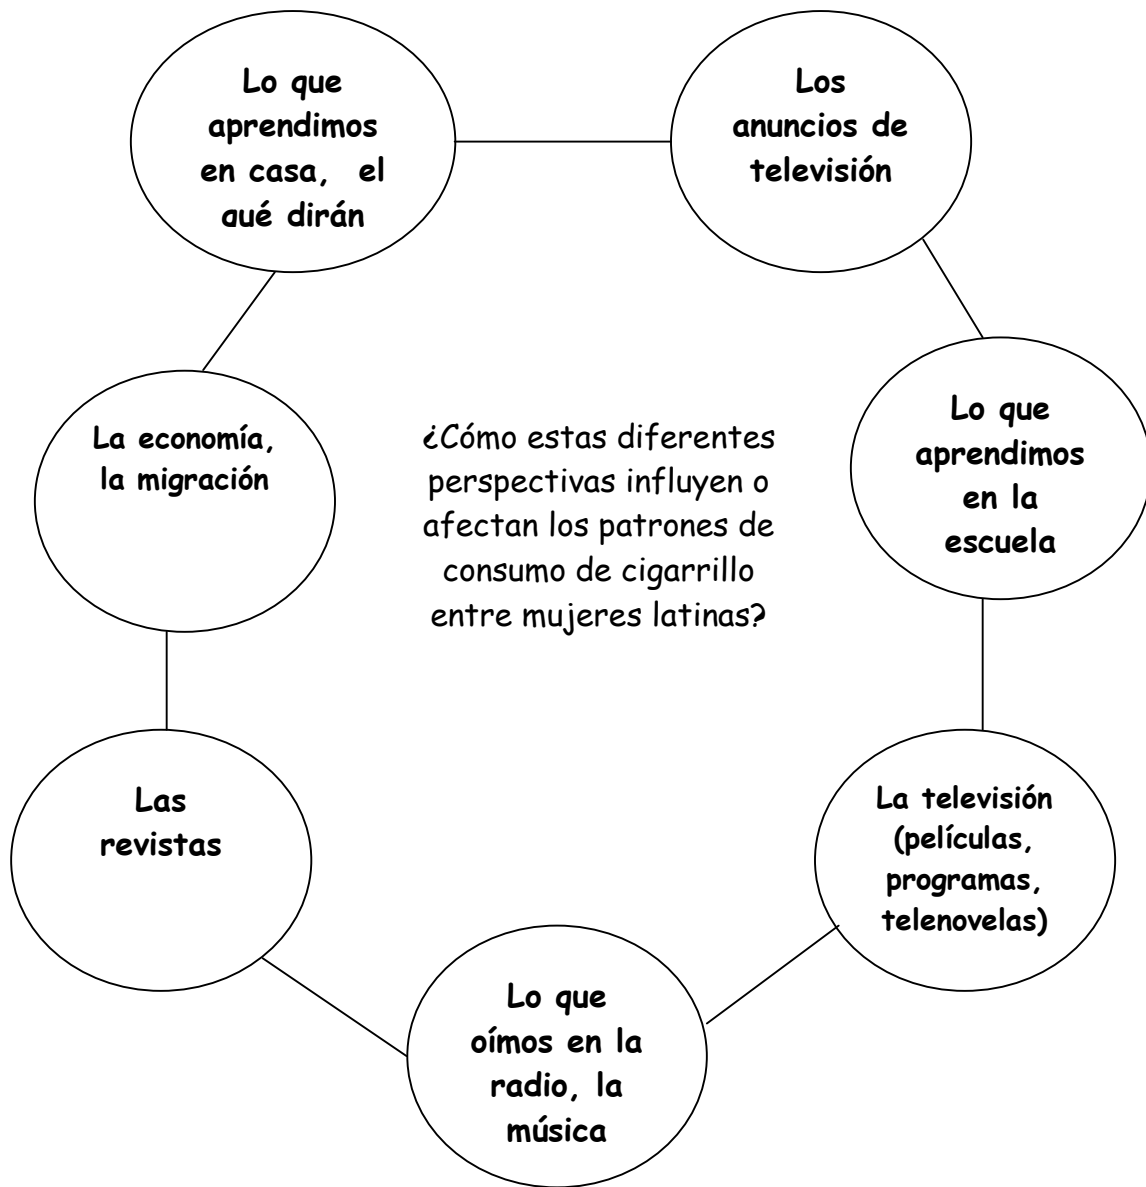 Lo que
aprendimos
en casa, el
aué dirán
Los
anuncios de
televisión
Lo que
aprendimos
en la
escuela
La televisión
(películas,
programas,
telenovelas)
Lo que
oímos en la
radio, la
música
Las
revistas
La economía,
la migración
¿Cómo estas diferentes
perspectivas influyen o
afectan los patrones de
consumo de cigarrillo
entre mujeres latinas?